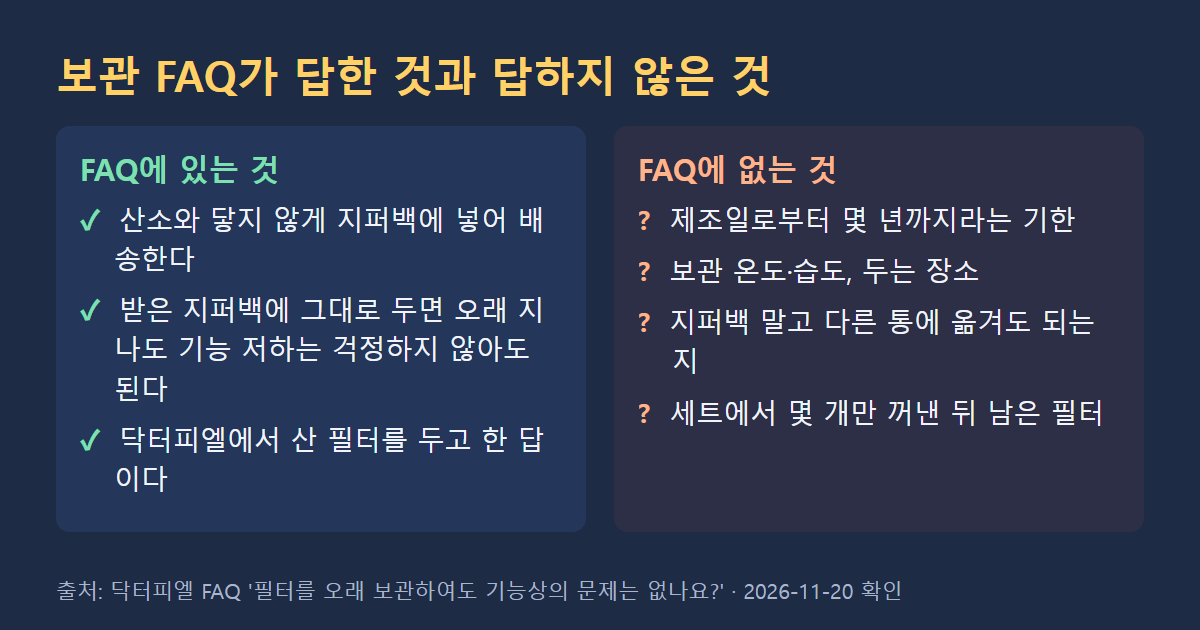 보관 FAQ가 답한 것과 답하지 않은 것
FAQ에 있는 것
✓ 산소와 닿지 않게 지퍼백에 넣어 배
송한다
✓ 받은 지퍼백에 그대로 두면 오래 지
나도 기능 저하는 걱정하지 않아도
된다
✓ 닥터피엘에서 산 필터를 두고 한 답
이다
FAQ에 없는 것
? 제조일로부터 몇 년까지라는 기한
? 보관 온도·습도, 두는 장소
? 지퍼백 말고 다른 통에 옮겨도 되는
지
? 세트에서 몇 개만 꺼낸 뒤 남은 필터
출처: 닥터피엘 FAQ '필터를 오래 보관하여도 기능상의 문제는 없나요?' · 2026-11-20 확인